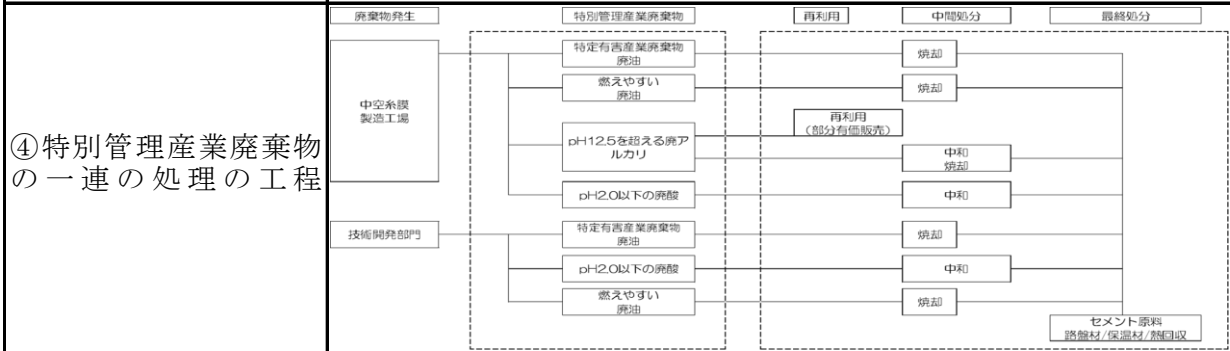 ④特別管理産業廃棄物
の一連の処理の工程
廃棄物発生
特別管理産業廃棄物
再利用
中間処分
最終処分
中空糸膜
製造工場
特定有害産業廃棄物
廃油
焼却
燃えやすい
廃油
焼却
pH12.5を超える廃ア
ルカリ
再利用
(部分有価販売)
中和
焼却
pH2.0以下の廃酸
中和
技術開発部門
特定有害産業廃棄物
廃油
焼却
pH2.0以下の廃酸
中和
燃えやすい
廃油
焼却
セメント原料
路盤材/保温材/熱回収